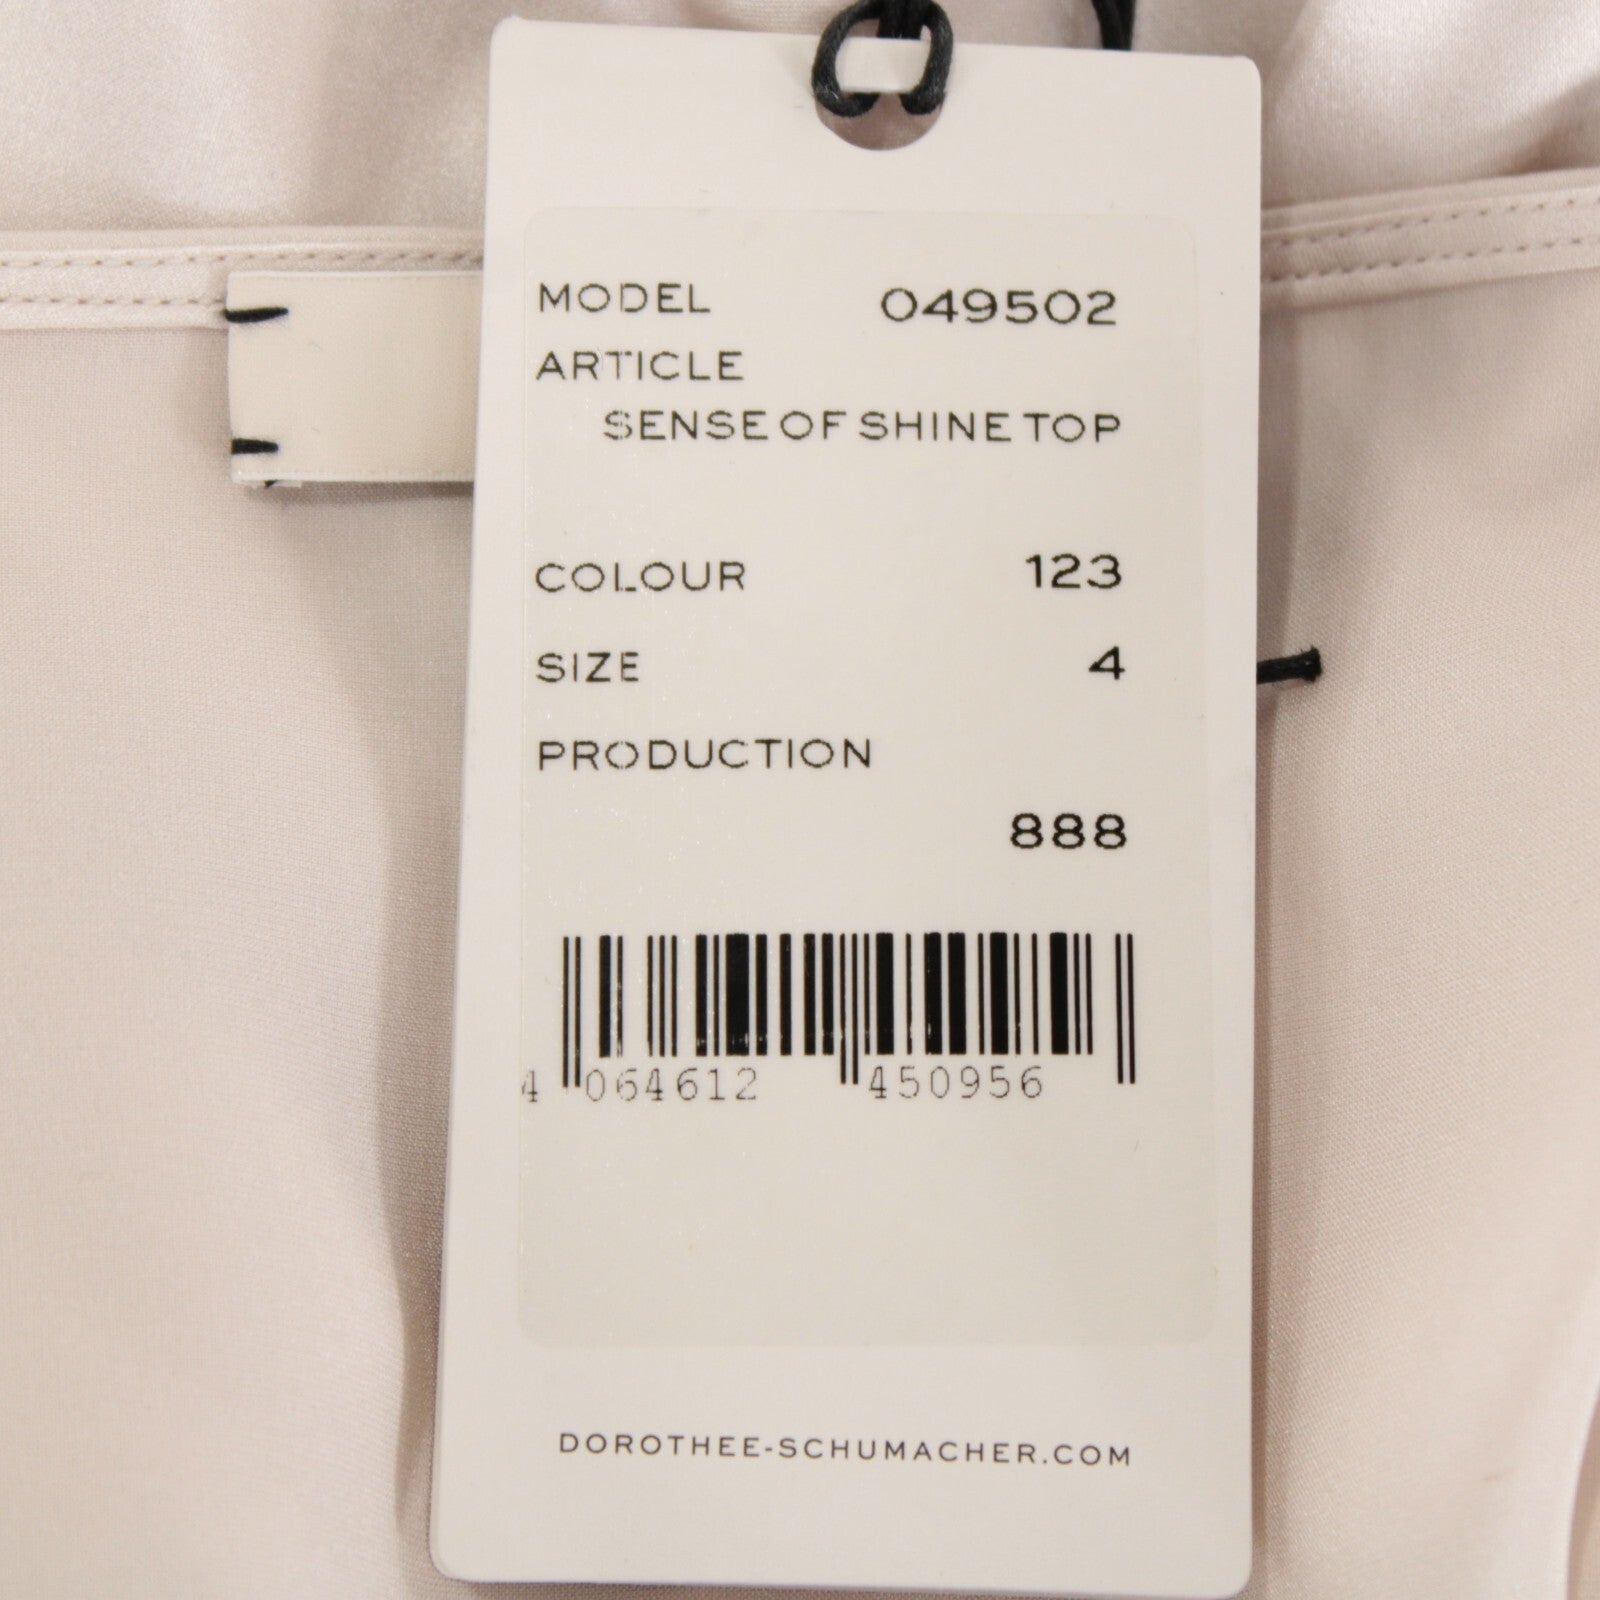 MODEL 049502
ARTICLE
SENSE OF SHINE TOP
COLOUR 123
SIZE 4
PRODUCTION
888
4 064612 450956
DOROTHEE-SCHUMACHER.COM